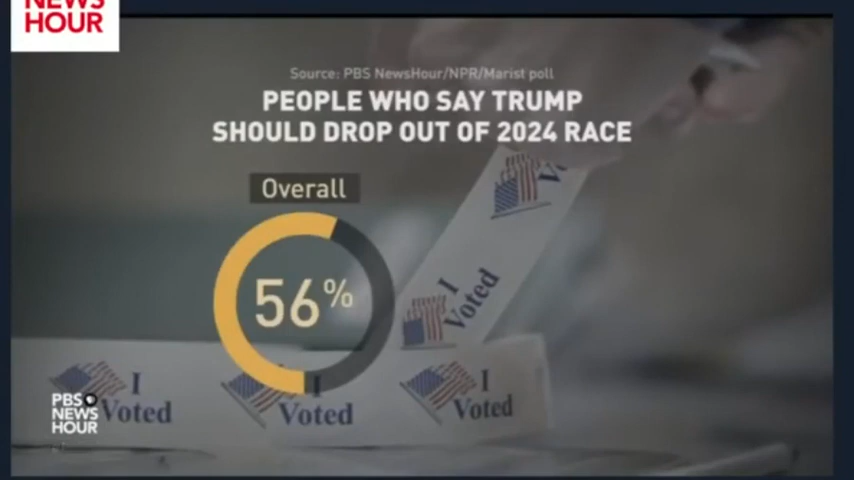 NEWS
HOUR
Source: PBS NewsHour/NPR/Marist poll
PEOPLE WHO SAY TRUMP
SHOULD DROP OUT OF 2024 RACE
Overall
56%
I
Voted
I
Voted
I
Voted
I
Voted
PBS
NEWS
HOUR